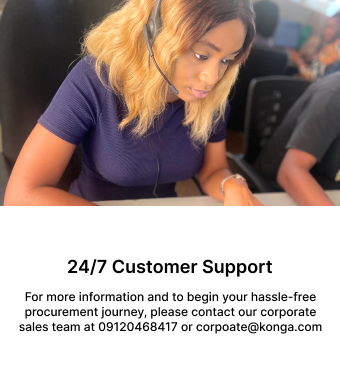 24/7 Customer Support
For more information and to begin your hassle-free
procurement journey, please contact our corporate
sales team at 09120468417 or corpoate@konga.com